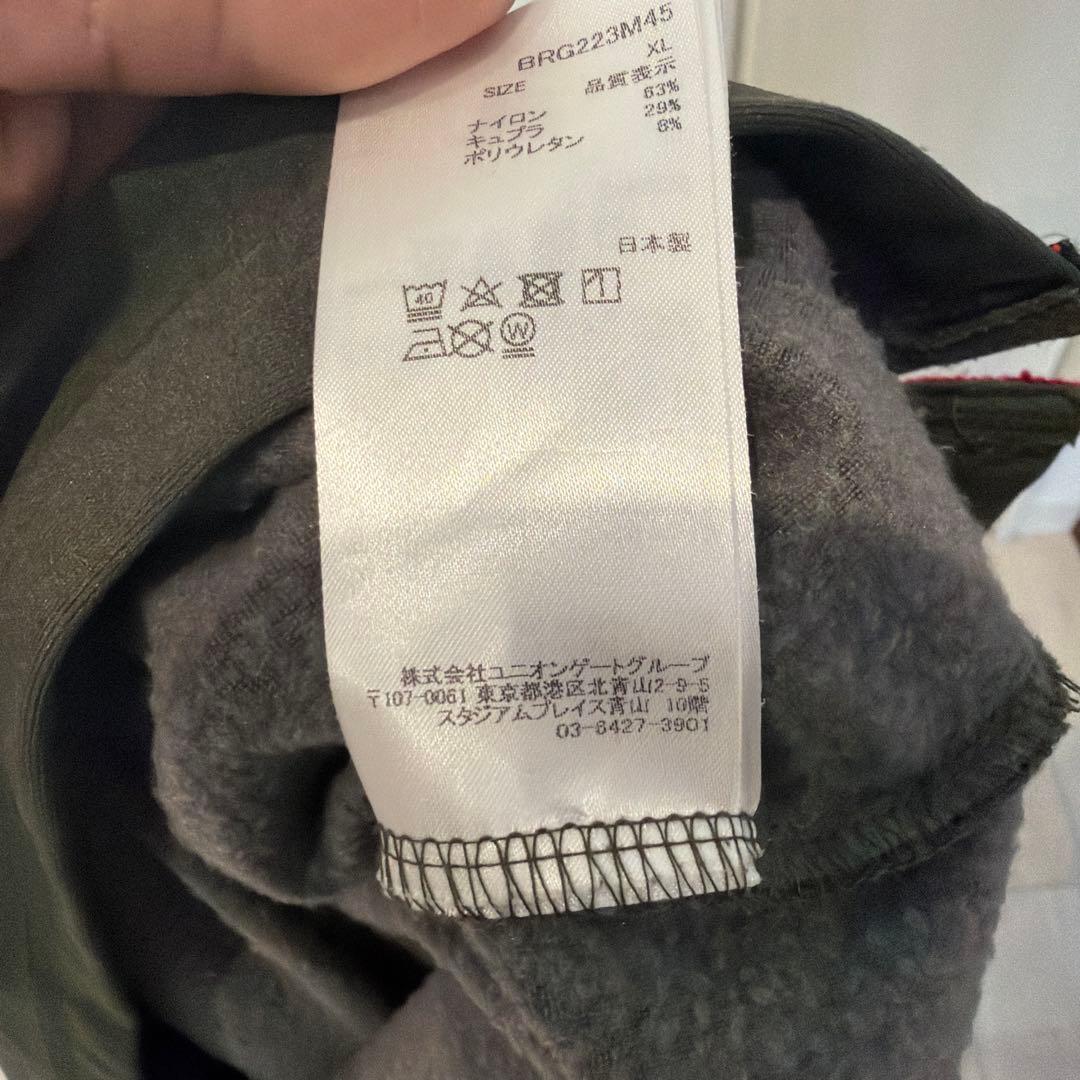 BRG223M45
SIZE XL
品質表示
ナイロン 63%
キュプラ 29%
ポリウレタン 8%
日本製
40
W
株式会社ユニオンゲートグループ
〒107-0061 東京都港区北青山2-9-5
スタジアムプレイス青山 10階
03-6427-3901